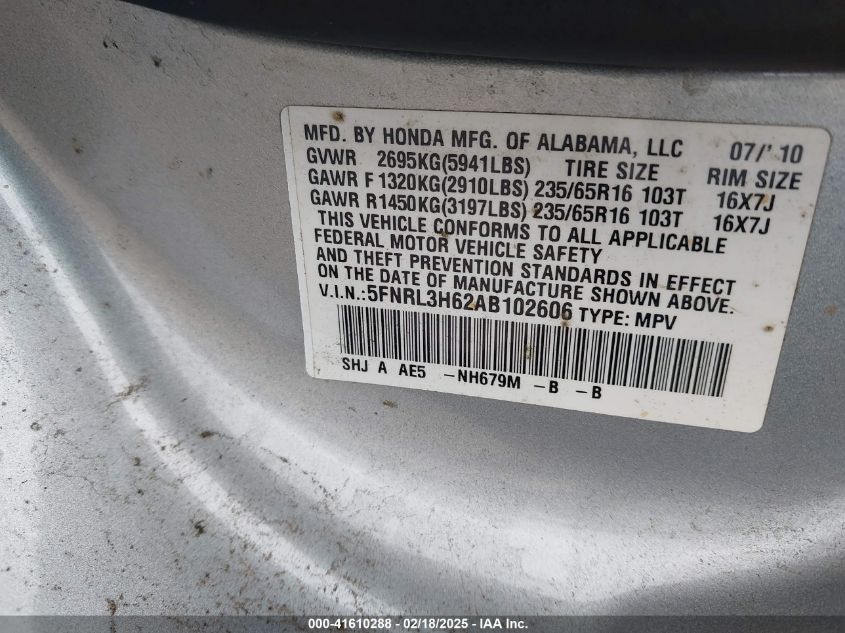 MFD. BY HONDA MFG. OF ALABAMA, LLC 07/'10
GVWR 2695KG(5941LBS) TIRE SIZE RIM SIZE
GAWR F1320KG(2910LBS) 235/65R16 103T 16X7J
GAWR R1450KG(3197LBS) 235/65R16 103T 16X7J
THIS VEHICLE CONFORMS TO ALL APPLICABLE
FEDERAL MOTOR VEHICLE SAFETY
AND THEFT PREVENTION STANDARDS IN EFFECT
ON THE DATE OF MANUFACTURE SHOWN ABOVE.
V.I.N.:5FNRL3H62AB102606 TYPE: MPV
SHJ A AE5 -NH679M -B -B
000-41610288 - 02/18/2025 - IAA Inc.